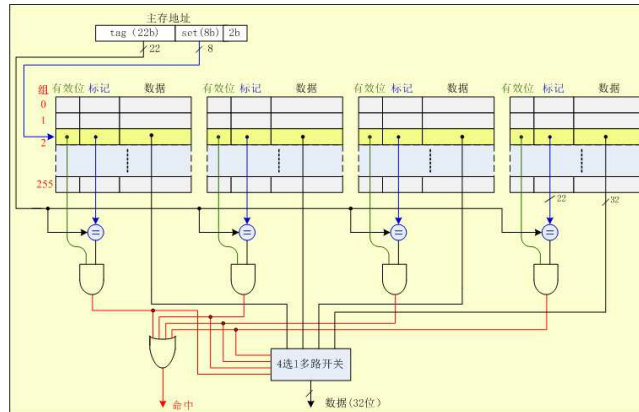 主存地址
tag (22b) set(8b) 2b
22 8
组 有效位 标记 数据 有效位 标记 数据 有效位 标记 数据 有效位 标记 数据
0
1
2
255
22 32
= = = =
4选1多路开关
命中 数据(32位)